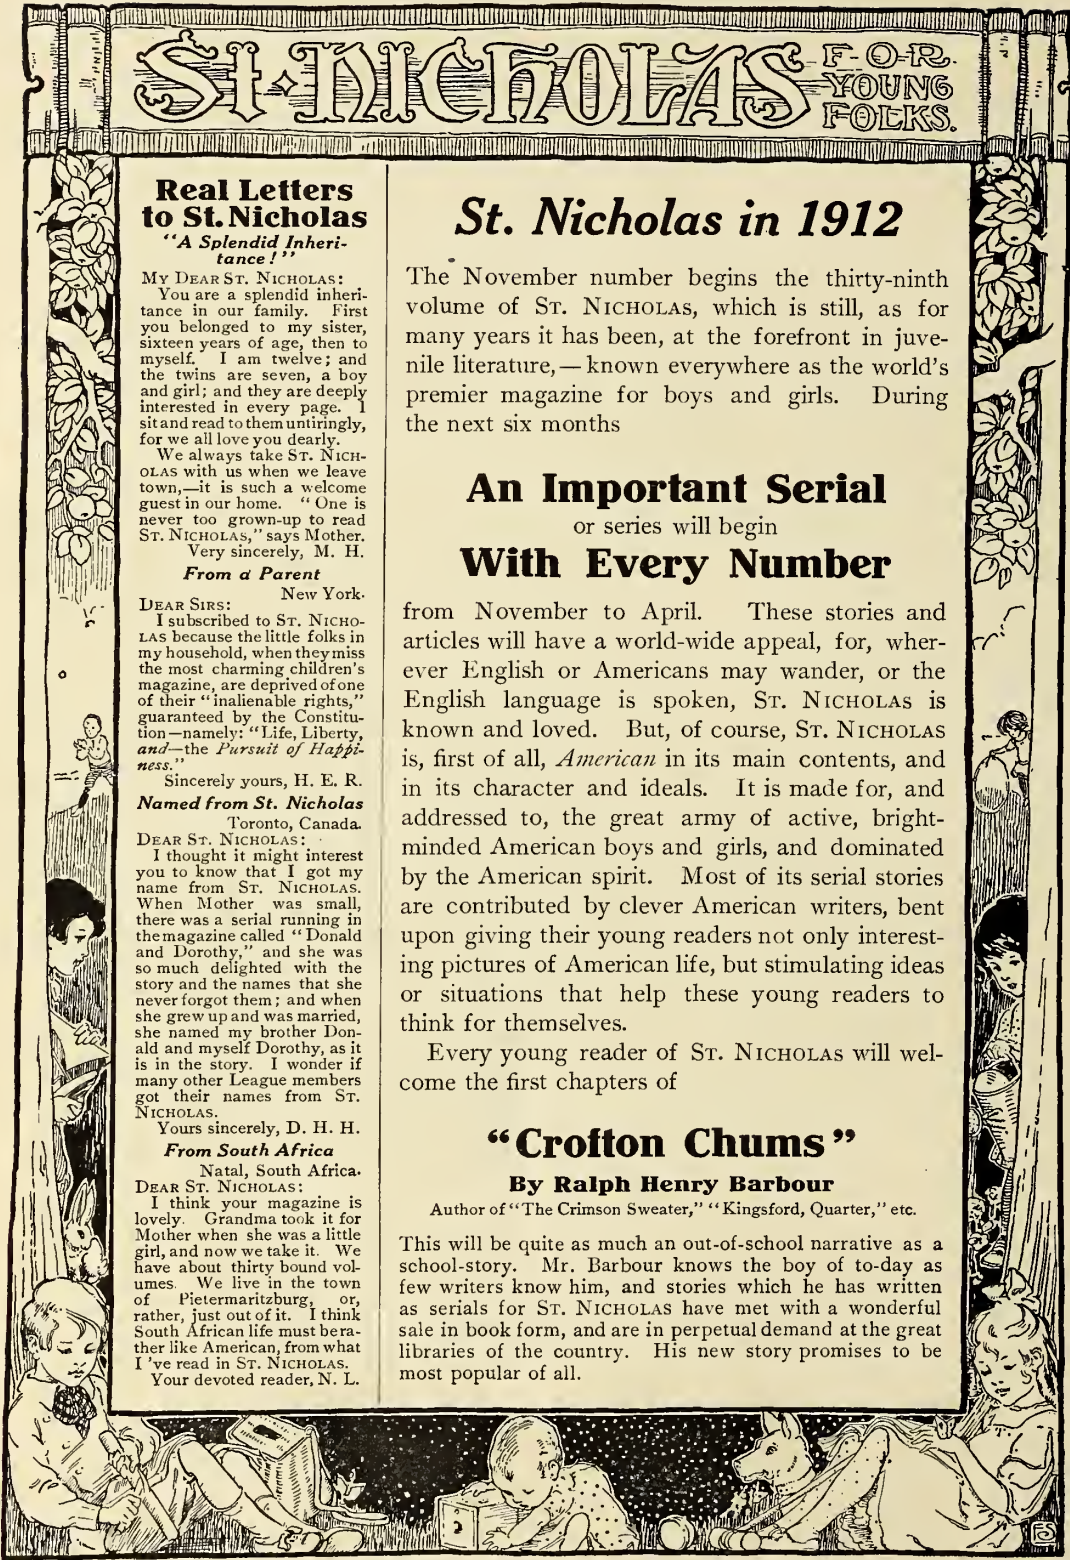 St. NICHOLAS
FOR
YOUNG
FOLKS.
Real Letters
to St. Nicholas
"A Splendid Inheri-
tance!"
MY DEAR ST. NICHOLAS:
You are a splendid inheri-
tance in our family. First
you belonged to my sister,
sixteen years of age, then to
myself. I am twelve; and
the twins are seven, a boy
and girl; and they are deeply
interested in every page. I
sit and read to them untiringly,
for we all love you dearly.
We always take ST. NICH-
OLAS with us when we leave
town,—it is such a welcome
guest in our home. "One is
never too grown-up to read
ST. NICHOLAS," says Mother.
Very sincerely, M. H.
From a Parent
New York.
DEAR SIRS:
I subscribed to ST. NICHO-
LAS because the little folks in
my household, when they miss
the most charming children's
magazine, are deprived of one
of their "inalienable rights,"
guaranteed by the Constitu-
tion—namely: "Life, Liberty,
and—the Pursuit of Happi-
ness."
Sincerely yours, H. E. R.
Named from St. Nicholas
Toronto, Canada.
DEAR ST. NICHOLAS:
I thought it might interest
you to know that I got my
name from ST. NICHOLAS.
When Mother was small,
there was a serial running in
the magazine called "Donald
and Dorothy," and she was
so much delighted with the
story and the names that she
never forgot them; and when
she grew up and was married,
she named my brother Don-
ald and myself Dorothy, as it
is in the story. I wonder if
many other League members
got their names from ST.
NICHOLAS.
Yours sincerely, D. H. H.
From South Africa
Natal, South Africa.
DEAR ST. NICHOLAS:
I think your magazine is
lovely. Grandma took it for
Mother when she was a little
girl, and now we take it. We
have about thirty bound vol-
umes. We live in the town
of Pietermaritzburg, or,
rather, just out of it. I think
South African life must be ra-
ther like American, from what
I 've read in ST. NICHOLAS.
Your devoted reader, N. L.
St. Nicholas in 1912
The November number begins the thirty-ninth
volume of ST. NICHOLAS, which is still, as for
many years it has been, at the forefront in juve-
nile literature,—known everywhere as the world's
premier magazine for boys and girls. During
the next six months
An Important Serial
or series will begin
With Every Number
from November to April. These stories and
articles will have a world-wide appeal, for, wher-
ever English or Americans may wander, or the
English language is spoken, ST. NICHOLAS is
known and loved. But, of course, ST. NICHOLAS
is, first of all, American in its main contents, and
in its character and ideals. It is made for, and
addressed to, the great army of active, bright-
minded American boys and girls, and dominated
by the American spirit. Most of its serial stories
are contributed by clever American writers, bent
upon giving their young readers not only interest-
ing pictures of American life, but stimulating ideas
or situations that help these young readers to
think for themselves.
Every young reader of ST. NICHOLAS will wel-
come the first chapters of
"Crofton Chums"
By Ralph Henry Barbour
Author of "The Crimson Sweater," "Kingsford, Quarter," etc.
This will be quite as much an out-of-school narrative as a
school-story. Mr. Barbour knows the boy of to-day as
few writers know him, and stories which he has written
as serials for ST. NICHOLAS have met with a wonderful
sale in book form, and are in perpetual demand at the great
libraries of the country. His new story promises to be
most popular of all.